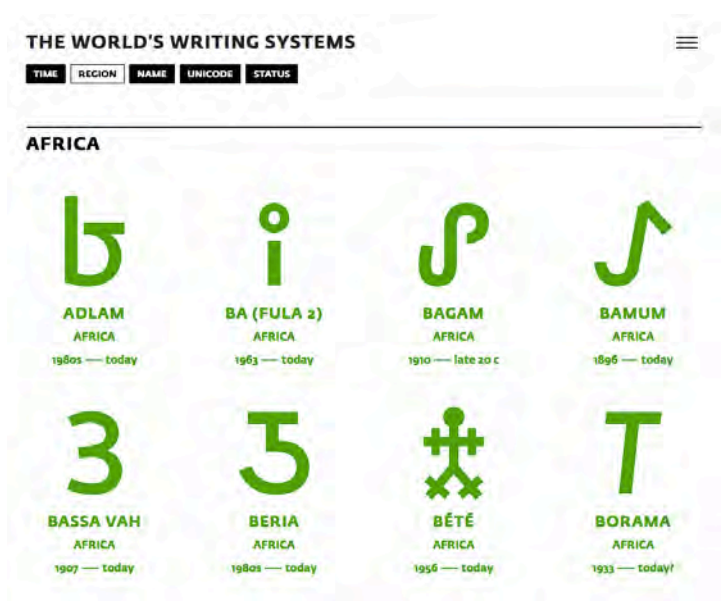 THE WORLD'S WRITING SYSTEMS
TIME REGION NAME UNICODE STATUS
AFRICA
ADLAM
AFRICA
1980s — today
BA (FULA 2)
AFRICA
1963 — today
BAGAM
AFRICA
1910 — late 20 c
BAMUM
AFRICA
1896 — today
BASSA VAH
AFRICA
1907 — today
BERIA
AFRICA
1980s — today
BÉTÉ
AFRICA
1956 — today
BORAMA
AFRICA
1933 — today?